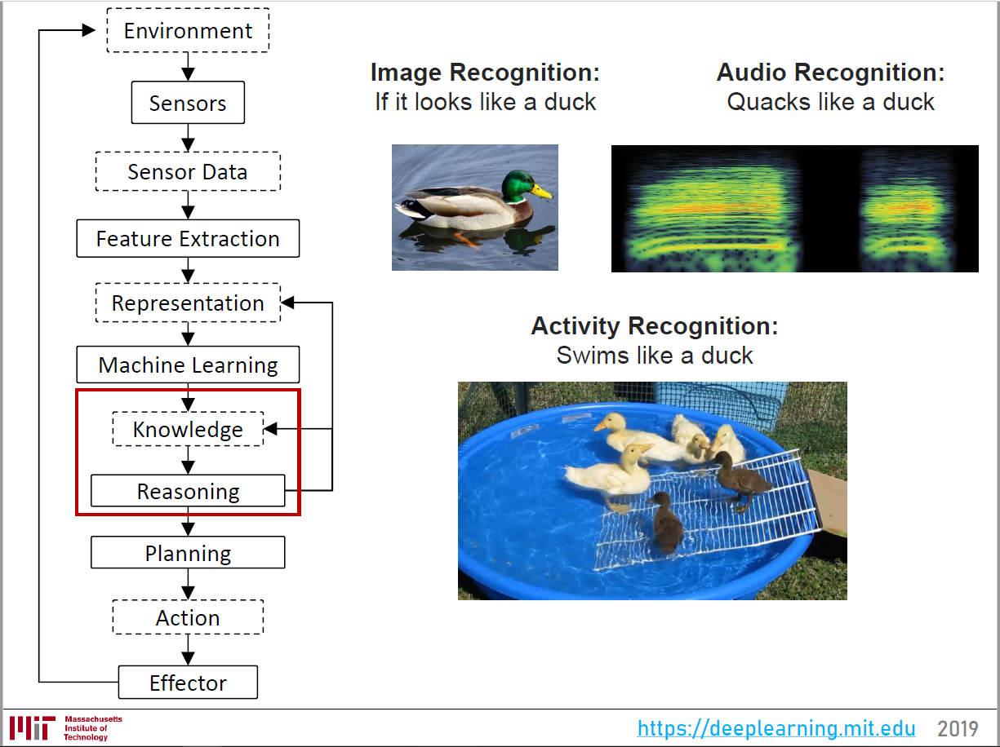 Environment
Sensors
Sensor Data
Feature Extraction
Representation
Machine Learning
Knowledge
Reasoning
Planning
Action
Effector
Image Recognition:
If it looks like a duck
Audio Recognition:
Quacks like a duck
Activity Recognition:
Swims like a duck
MIT
Massachusetts
Institute of
Technology
https://deeplearning.mit.edu
2019